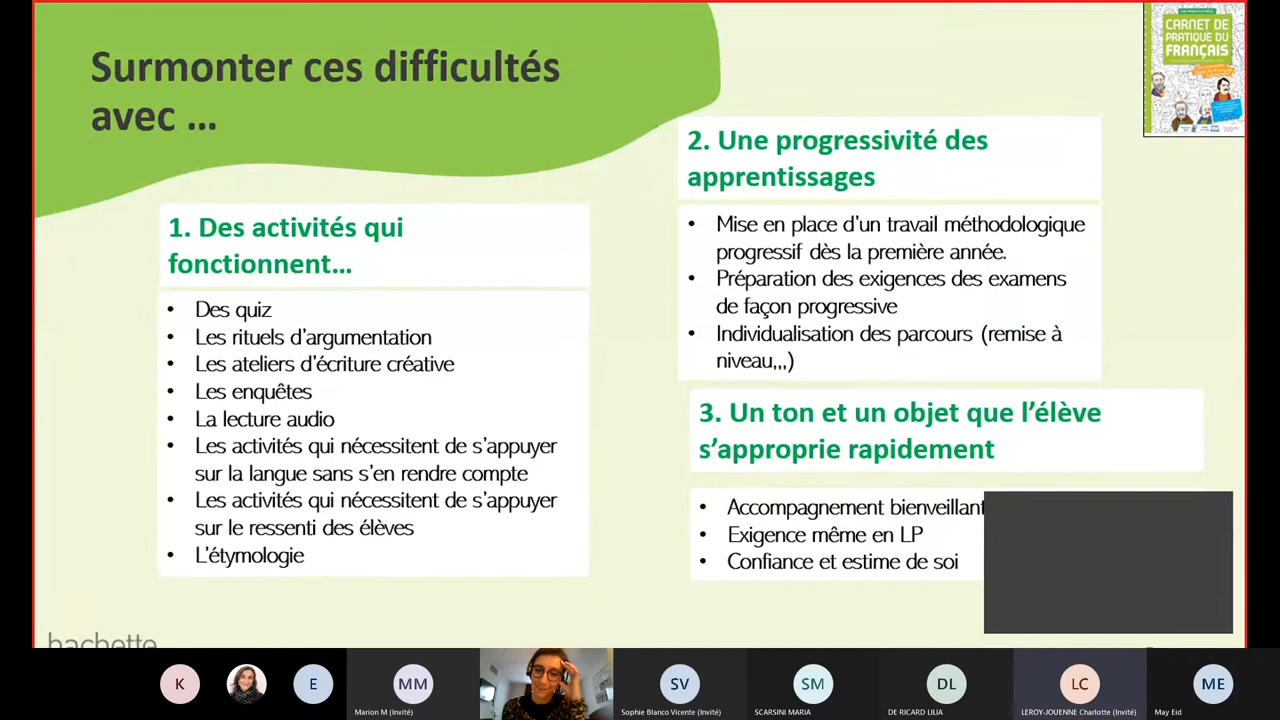 Surmonter ces difficultés
avec ...
CARNET DE
PRATIQUE DU
FRANÇAIS
1. Des activités qui
fonctionnent...
• Des quiz
• Les rituels d'argumentation
• Les ateliers d'écriture créative
• Les enquêtes
• La lecture audio
• Les activités qui nécessitent de s'appuyer
sur la langue sans s'en rendre compte
• Les activités qui nécessitent de s'appuyer
sur le ressenti des élèves
• L'étymologie
2. Une progressivité des
apprentissages
• Mise en place d'un travail méthodologique
progressif dès la première année.
• Préparation des exigences des examens
de façon progressive
• Individualisation des parcours (remise à
niveau,,,)
3. Un ton et un objet que l'élève
s'approprie rapidement
• Accompagnement bienveillant
• Exigence même en LP
• Confiance et estime de soi
hachette
K
E
MM
SV
SM
DL
LC
ME
Marion M (Invité)
Sophie Blanco Vicente (Invité)
SCARSINI MARIA
DE RICARD LILIA
LEROY-JOUENNE Charlotte (Invité)
May Eid